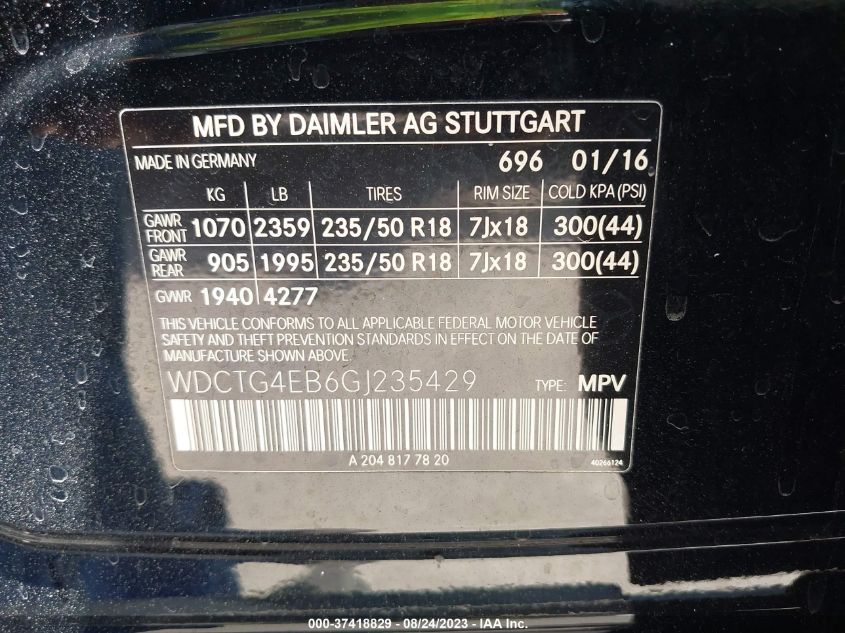 MFD BY DAIMLER AG STUTTGART
MADE IN GERMANY 696 01/16
KG LB TIRES RIM SIZE COLD KPA (PSI)
GAWR FRONT 1070 2359 235/50 R18 7Jx18 300(44)
GAWR REAR 905 1995 235/50 R18 7Jx18 300(44)
GVWR 1940 4277
THIS VEHICLE CONFORMS TO ALL APPLICABLE FEDERAL MOTOR VEHICLE
SAFETY AND THEFT PREVENTION STANDARDS IN EFFECT ON THE DATE OF
MANUFACTURE SHOWN ABOVE.
WDCTG4EB6GJ235429 TYPE: MPV
A 204 817 78 20 40266124
000-37418829 - 08/24/2023 - IAA Inc.